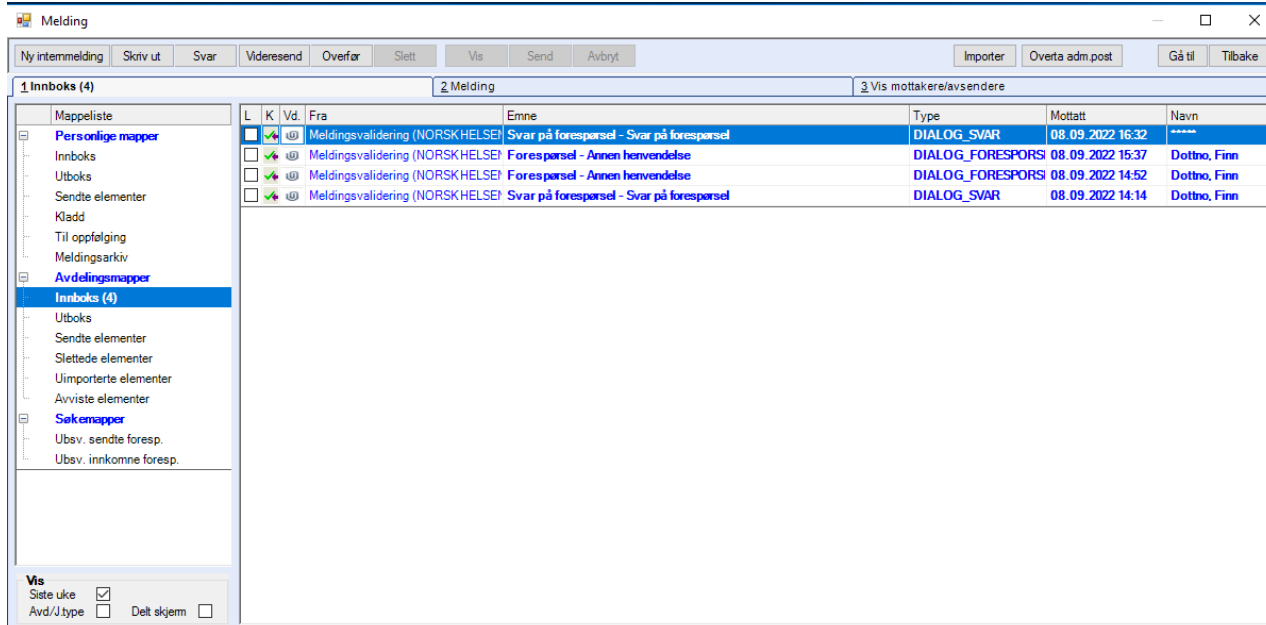 Melding
Ny internmelding Skriv ut Svar Videresend Overfør Slett Vis Send Avbryt Importer Overta adm.post Gå til Tilbake
1 Innboks (4) 2 Melding 3 Vis mottakere/avsendere
Mappeliste L K Vd. Fra Emne Type Mottatt Navn
Personlige mapper Meldingsvalidering (NORSK HELSEN Svar på forespørsel - Svar på forespørsel DIALOG_SVAR 08.09.2022 16:32 *****
Innboks Meldingsvalidering (NORSK HELSEN Forespørsel - Annen henvendelse DIALOG_FORESPORS 08.09.2022 15:37 Dottno, Finn
Utboks Meldingsvalidering (NORSK HELSEN Forespørsel - Annen henvendelse DIALOG_FORESPORS 08.09.2022 14:52 Dottno, Finn
Sendte elementer Meldingsvalidering (NORSK HELSEN Svar på forespørsel - Svar på forespørsel DIALOG_SVAR 08.09.2022 14:14 Dottno, Finn
Kladd
Til oppfølging
Meldingsarkiv
Avdelingsmapper
Innboks (4)
Utboks
Sendte elementer
Slettede elementer
Uimporterte elementer
Avviste elementer
Søkemapper
Ubsv. sendte foresp.
Ubsv. innkomne foresp.
Vis
Siste uke
Avd/J.type Delt skjerm